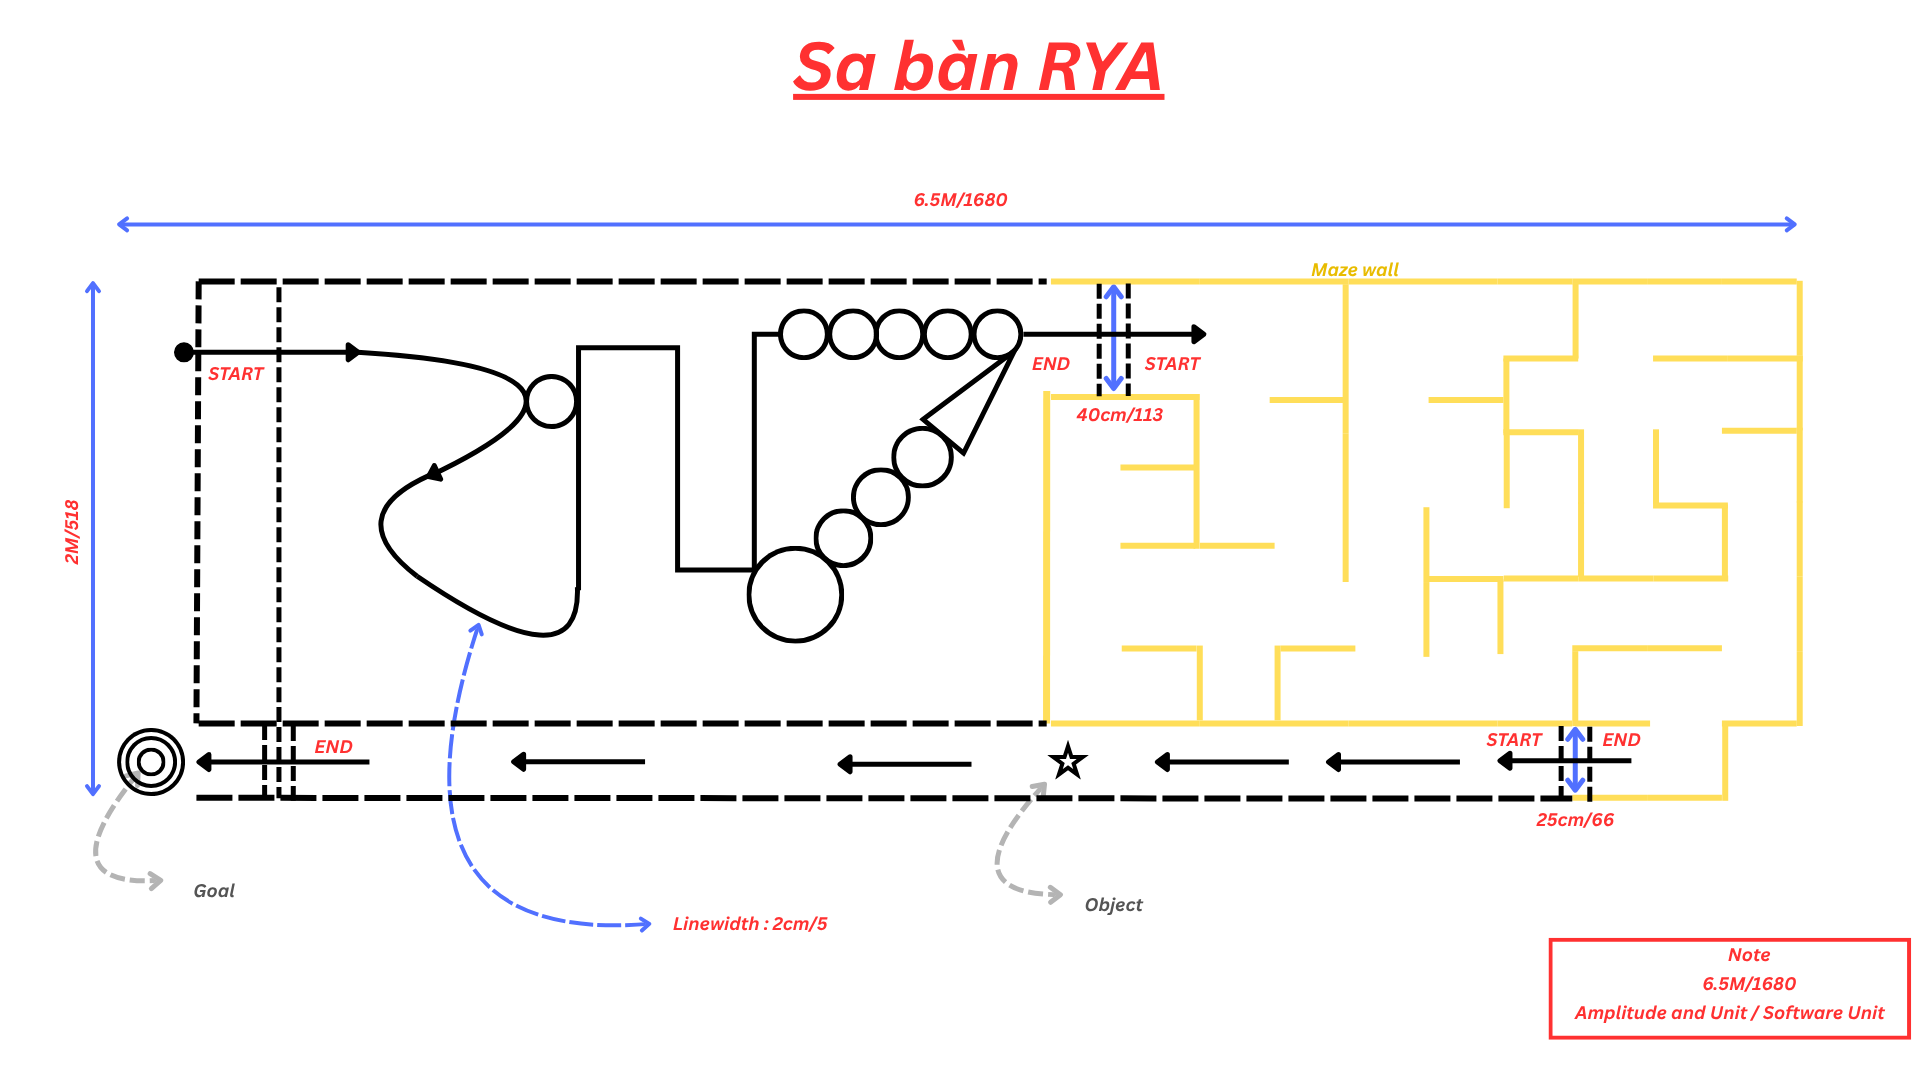 Sa bàn RYA
6.5M/1680
Maze wall
START
END
START
40cm/113
2M/518
END
START
END
25cm/66
Goal
Object
Linewidth : 2cm/5
Note
6.5M/1680
Amplitude and Unit / Software Unit